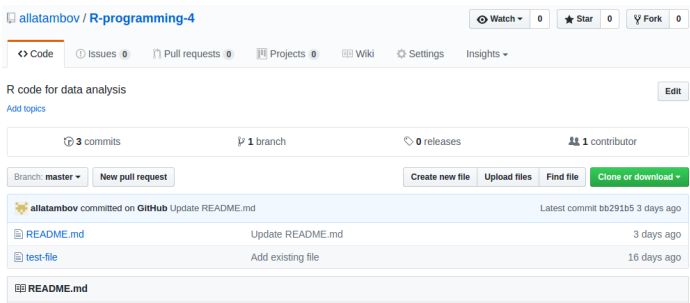 allatambov / R-programming-4
Watch 0 Star 0 Fork 0
Code Issues 0 Pull requests 0 Projects 0 Wiki Settings Insights
R code for data analysis Edit
Add topics
3 commits 1 branch 0 releases 1 contributor
Branch: master New pull request Create new file Upload files Find file Clone or download
allatambov committed on GitHub Update README.md Latest commit bb291b5 3 days ago
README.md Update README.md 3 days ago
test-file Add existing file 16 days ago
README.md